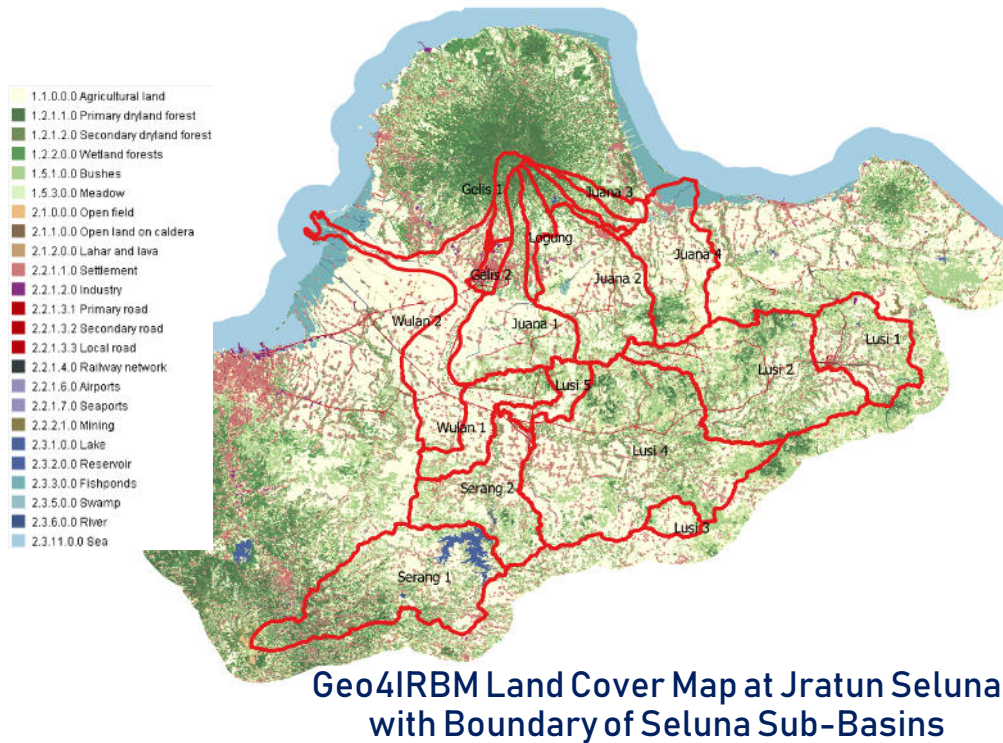 1.1.0.0.0 Agricultural land
1.2.1.1.0 Primary dryland forest
1.2.1.2.0 Secondary dryland forest
1.2.2.0.0 Wetland forests
1.5.1.0.0 Bushes
1.5.3.0.0 Meadow
2.1.0.0.0 Open field
2.1.1.0.0 Open land on caldera
2.1.2.0.0 Lahar and lava
2.2.1.1.0 Settlement
2.2.1.2.0 Industry
2.2.1.3.1 Primary road
2.2.1.3.2 Secondary road
2.2.1.3.3 Local road
2.2.1.4.0 Railway network
2.2.1.6.0 Airports
2.2.1.7.0 Seaports
2.2.2.1.0 Mining
2.3.1.0.0 Lake
2.3.2.0.0 Reservoir
2.3.3.0.0 Fishponds
2.3.5.0.0 Swamp
2.3.6.0.0 River
2.3.11.0.0 Sea
Gelis 1
Juana 3
Logung
Juana 4
Gelis 2
Juana 2
Wulan 2
Juana 1
Lusi 1
Lusi 2
Lusi 5
Wulan 1
Lusi 4
Serang 2
Lusi 3
Serang 1
Geo4IRBM Land Cover Map at Jratun Seluna
with Boundary of Seluna Sub-Basins